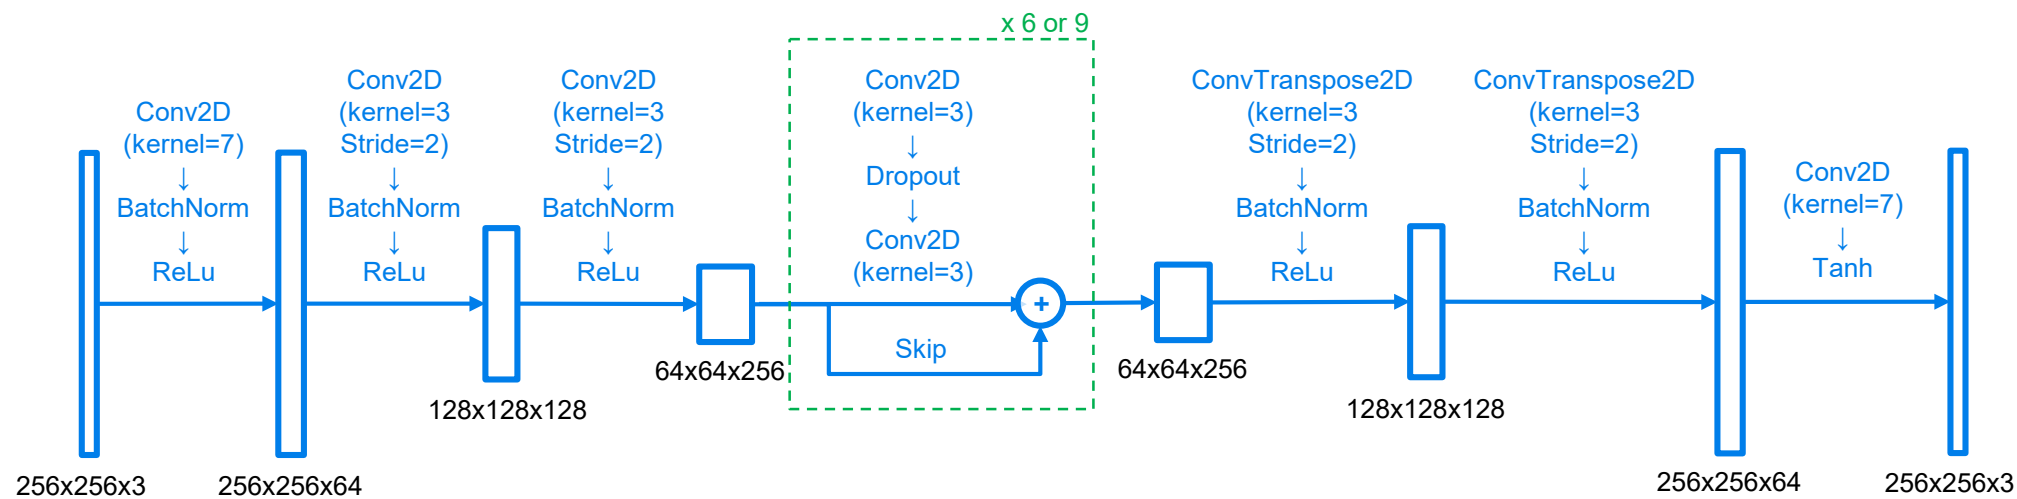 x 6 or 9
Conv2D
(kernel=7)
↓
BatchNorm
↓
ReLu
Conv2D
(kernel=3
Stride=2)
↓
BatchNorm
↓
ReLu
Conv2D
(kernel=3
Stride=2)
↓
BatchNorm
↓
ReLu
Conv2D
(kernel=3)
↓
Dropout
↓
Conv2D
(kernel=3)
+
Skip
ConvTranspose2D
(kernel=3
Stride=2)
↓
BatchNorm
↓
ReLu
ConvTranspose2D
(kernel=3
Stride=2)
↓
BatchNorm
↓
ReLu
Conv2D
(kernel=7)
↓
Tanh
256x256x3
256x256x64
128x128x128
64x64x256
64x64x256
128x128x128
256x256x64
256x256x3